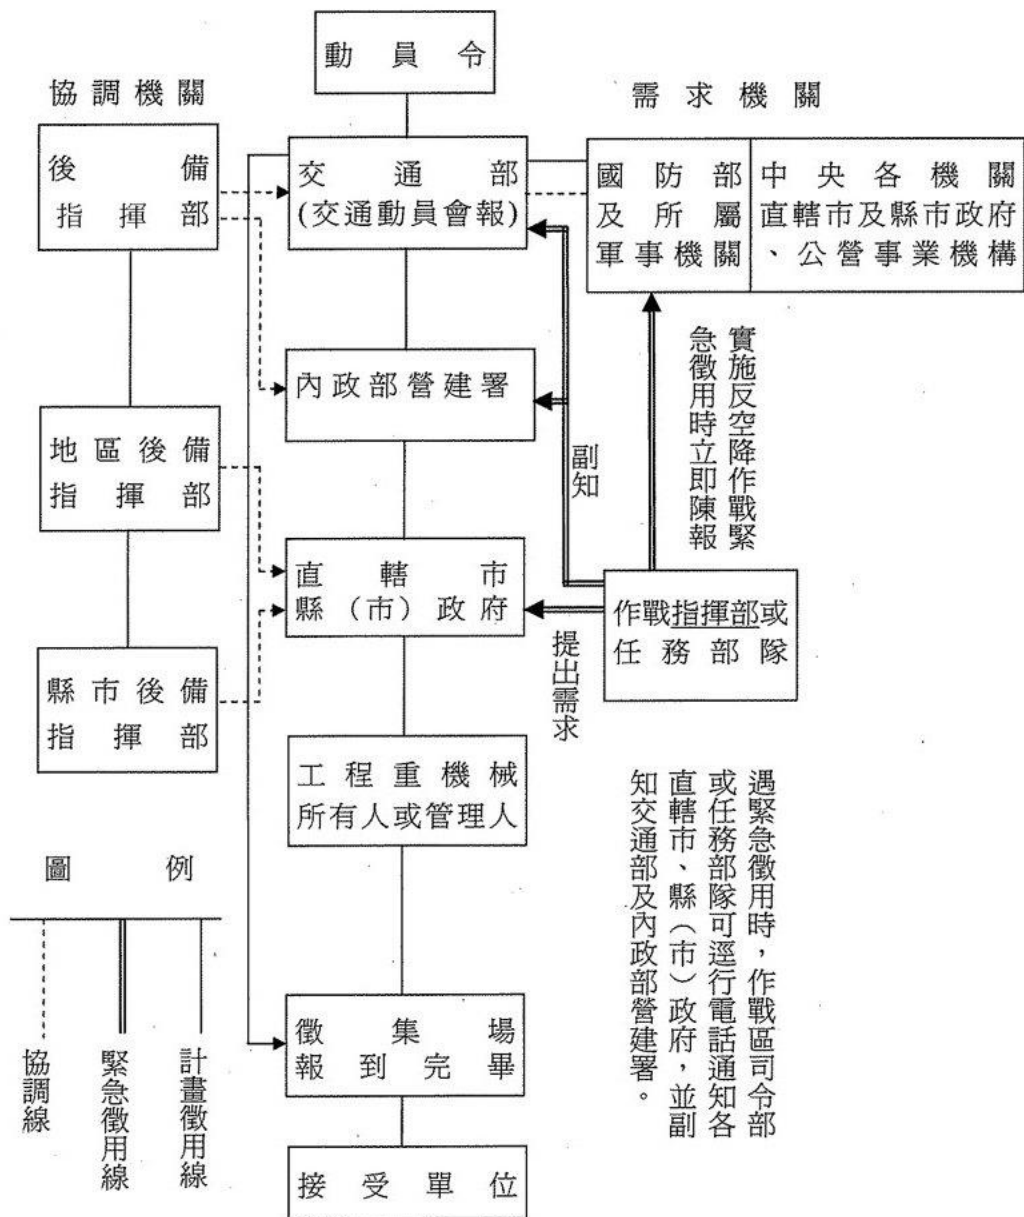 動員令
協調機關
需求機關
後備
指揮部
交通部
(交通動員會報)
國防部
及所屬
軍事機關
中央各機關
直轄市及縣市政府
、公營事業機構
實施反空降作戰緊
急徵用時立即陳報
內政部營建署
副知
地區後備
指揮部
直轄市
縣(市)政府
作戰指揮部或
任務部隊
提出需求
縣市後備
指揮部
工程重機械
所有人或管理人
遇緊急徵用時，作戰區司令部
或任務部隊可逕行電話通知各
直轄市、縣(市)政府，並副
知交通部及內政部營建署。
圖例
協調線
緊急徵用線
計畫徵用線
徵集場
報到完畢
接受單位